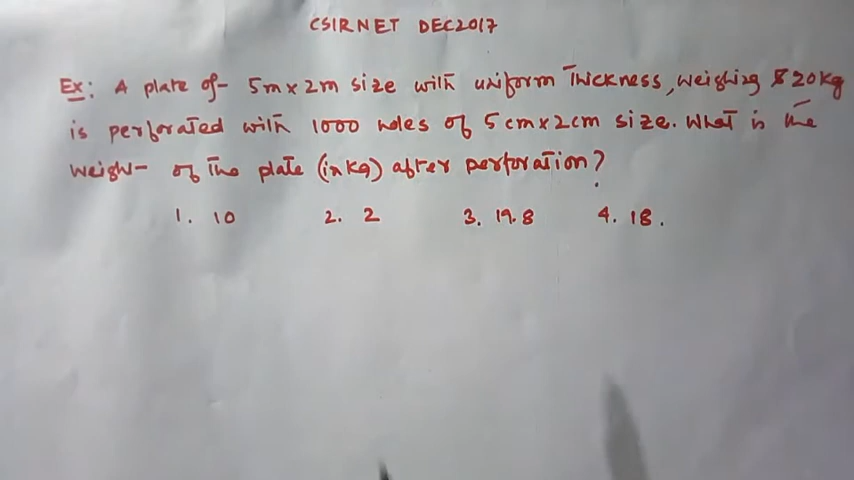 CSIRNET DEC2017
Ex: A plate of 5m x 2m size with uniform thickness, weighing 20kg
is perforated with 1000 holes of 5cm x 2cm size. What is the
weight of the plate (in kg) after perforation?
1. 10 2. 2 3. 19.8 4. 18.